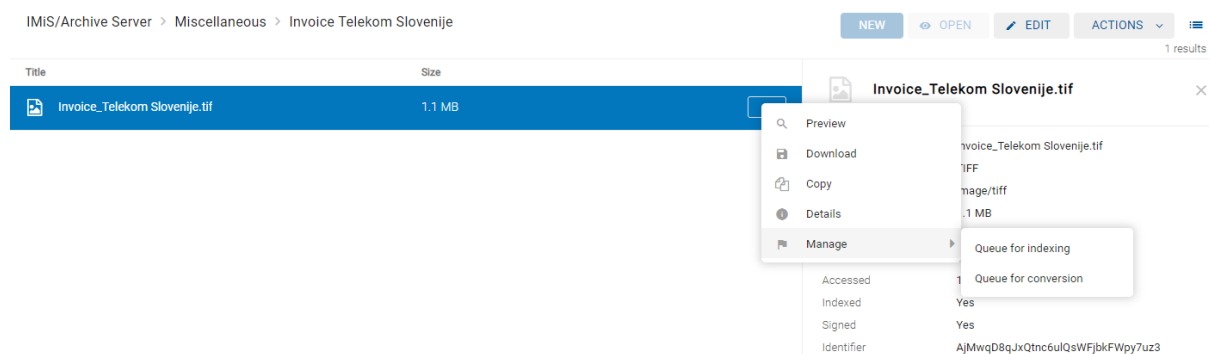 IMiS/Archive Server > Miscellaneous > Invoice Telekom Slovenije
NEW
OPEN
EDIT
ACTIONS
1 results
Title
Size
Invoice_Telekom Slovenije.tif
1.1 MB
Invoice_Telekom Slovenije.tif
Preview
Download
Copy
Details
Manage
Queue for indexing
Queue for conversion
nvoice_Telekom Slovenije.tif
IFF
mage/tiff
.1 MB
Accessed
1
Indexed
Yes
Signed
Yes
Identifier
AjMwqD8qJxQtnc6ulQsWFjbkFWpy7uz3